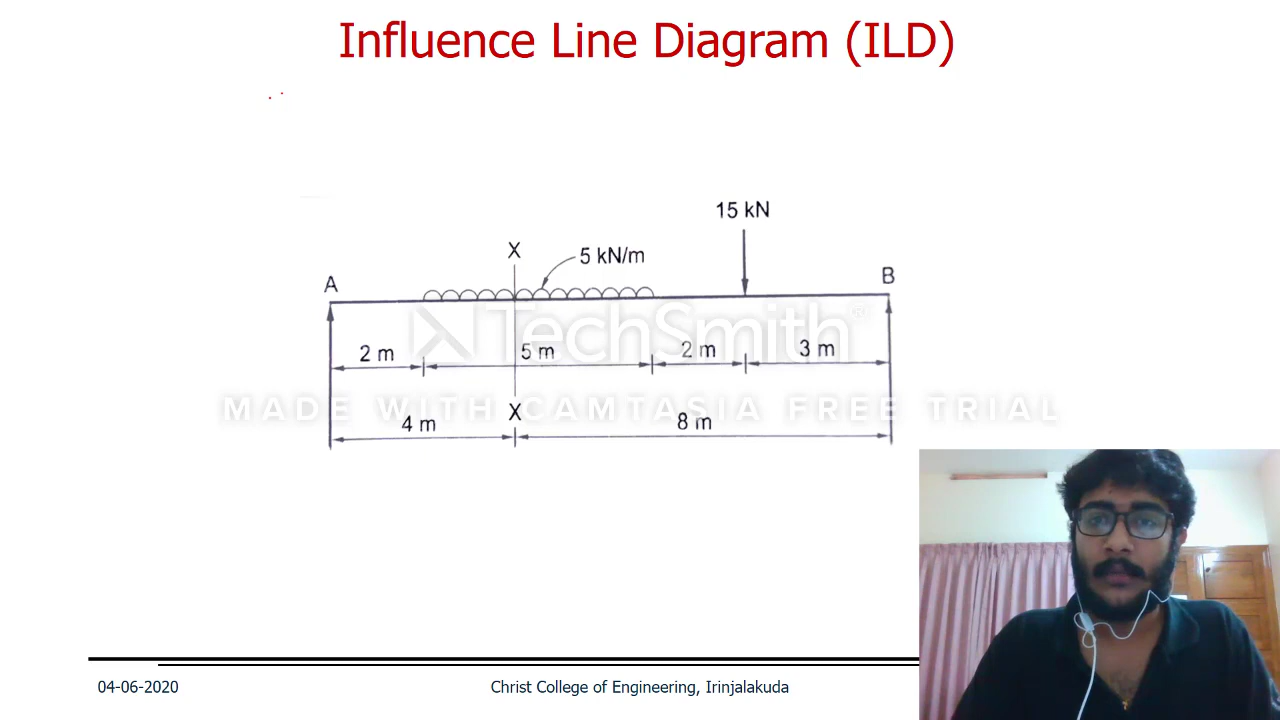 Influence Line Diagram (ILD)
15 kN
X
5 kN/m
A
B
TechSmith®
2 m
5 m
2 m
3 m
MADE WITH CAMTASIA FREE TRIAL
X
4 m
8 m
04-06-2020
Christ College of Engineering, Irinjalakuda